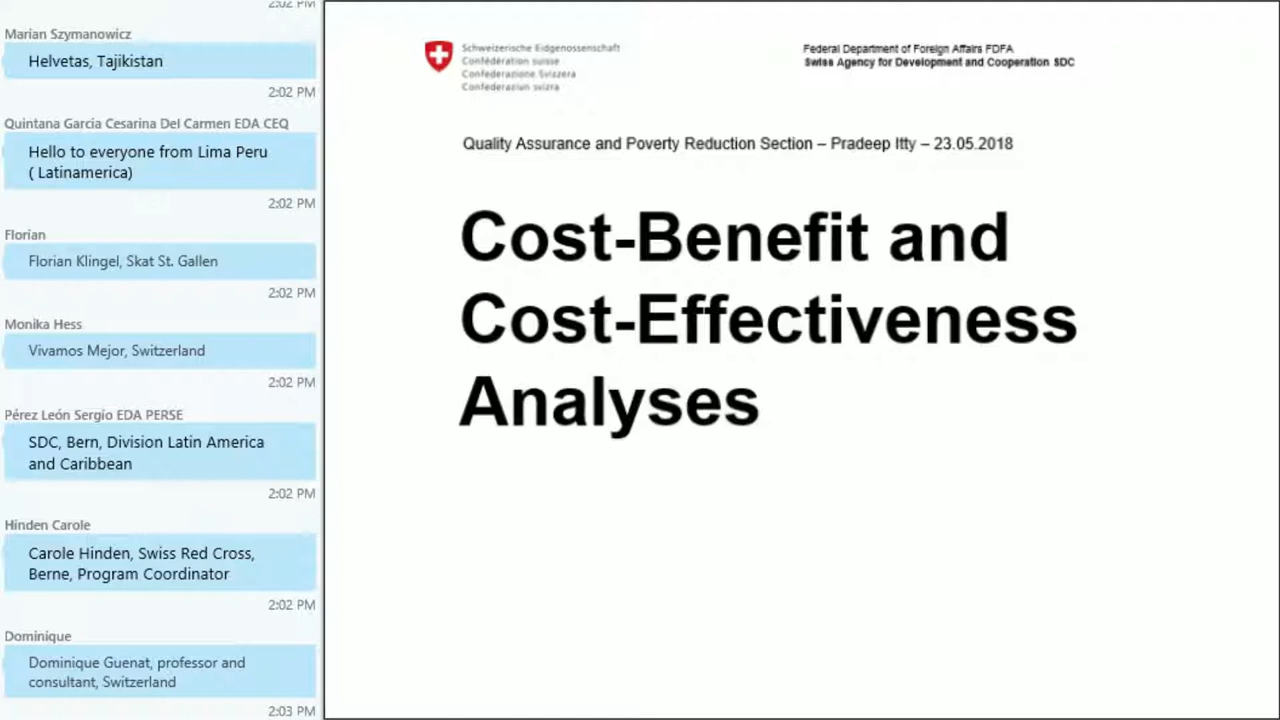 2:02 PM
Marian Szymanowicz
Helvetas, Tajikistan
2:02 PM
Quintana Garcia Cesarina Del Carmen EDA CEQ
Hello to everyone from Lima Peru
( Latinamerica)
2:02 PM
Florian
Florian Klingel, Skat St. Gallen
2:02 PM
Monika Hess
Vivamos Mejor, Switzerland
2:02 PM
Pérez León Sergio EDA PERSE
SDC, Bern, Division Latin America
and Caribbean
2:02 PM
Hinden Carole
Carole Hinden, Swiss Red Cross,
Berne, Program Coordinator
2:02 PM
Dominique
Dominique Guenat, professor and
consultant, Switzerland
2:03 PM
Schweizerische Eidgenossenschaft
Confédération suisse
Confederazione Svizzera
Confederaziun svizra
Federal Department of Foreign Affairs FDFA
Swiss Agency for Development and Cooperation SDC
Quality Assurance and Poverty Reduction Section – Pradeep Itty – 23.05.2018
Cost-Benefit and
Cost-Effectiveness
Analyses